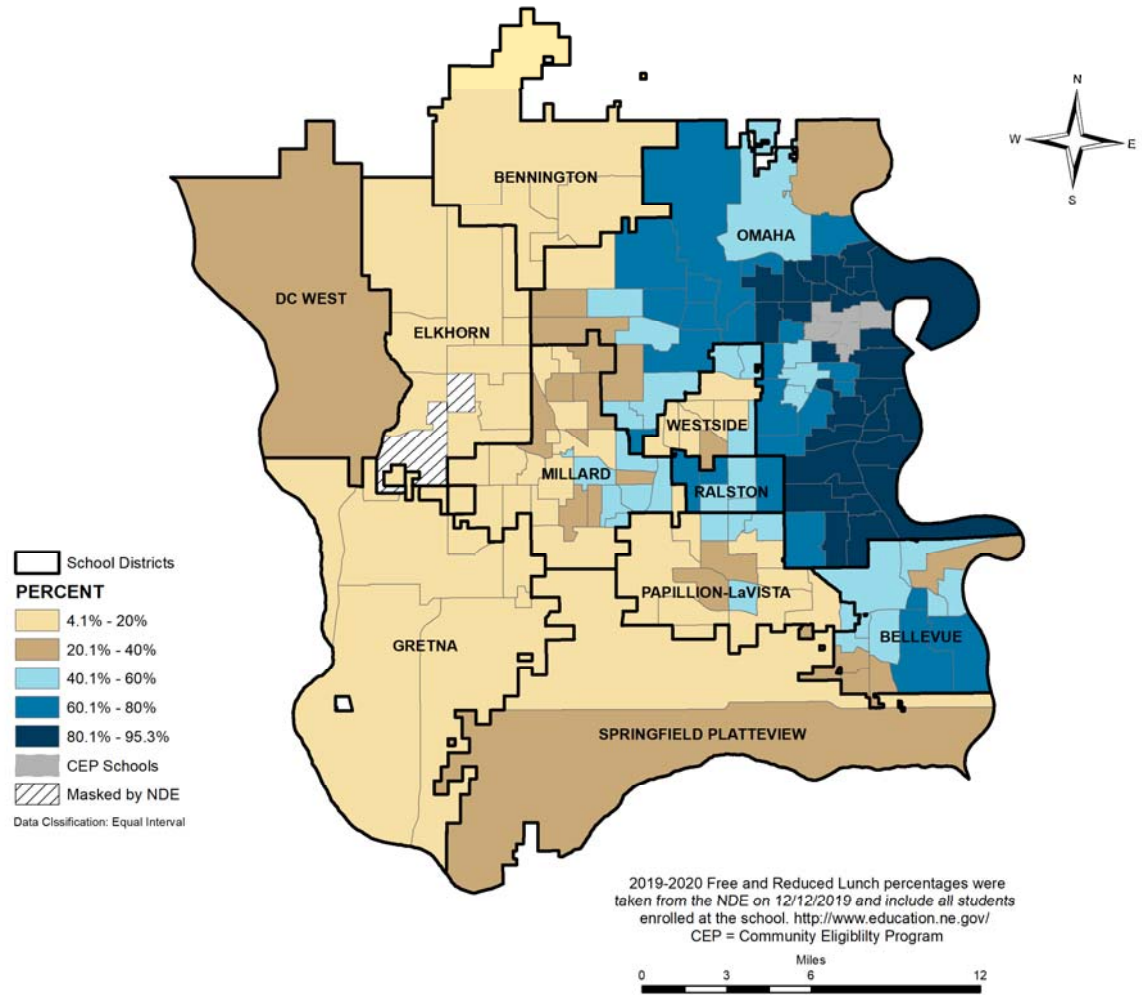 N
W
E
S
BENNINGTON
OMAHA
DC WEST
ELKHORN
WESTSIDE
MILLARD
RALSTON
PAPILLION-LaVISTA
BELLEVUE
GRETNA
SPRINGFIELD PLATTEVIEW
School Districts
PERCENT
4.1% - 20%
20.1% - 40%
40.1% - 60%
60.1% - 80%
80.1% - 95.3%
CEP Schools
Masked by NDE
Data Clssification: Equal Interval
2019-2020 Free and Reduced Lunch percentages were
taken from the NDE on 12/12/2019 and include all students
enrolled at the school. http://www.education.ne.gov/
CEP = Community Eligiblilty Program
Miles
0 3 6 12